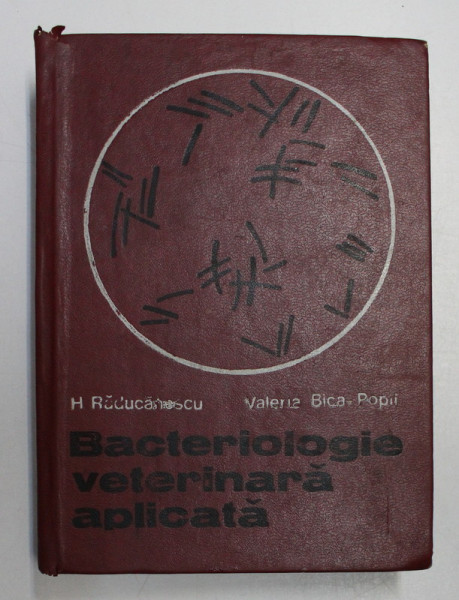 H Răducănescu Valeria Bica-Popii
Bacteriologie
veterinară
aplicată